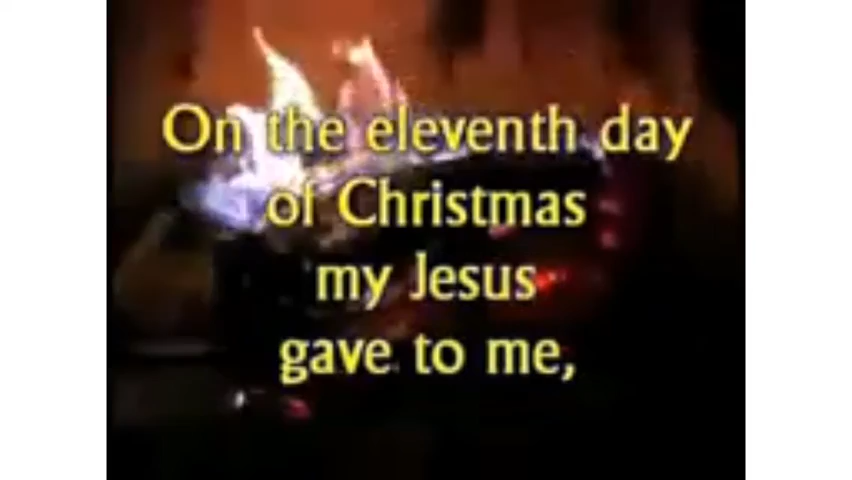 On the eleventh day
of Christmas
my Jesus
gave to me,